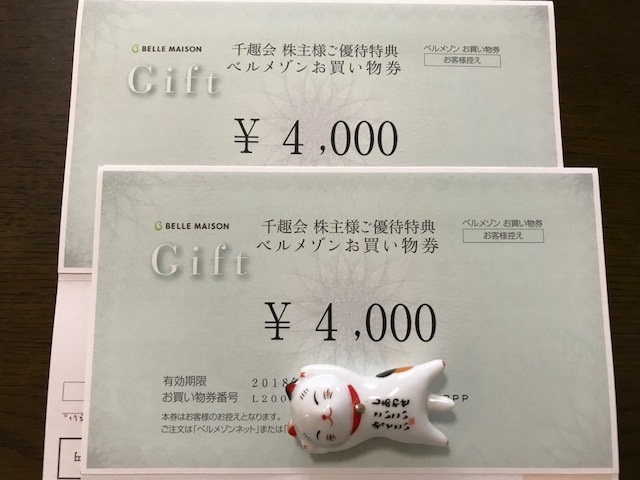 BELLE MAISON
Gift
千趣会 株主様ご優待特典
ベルメゾンお買い物券
ベルメゾン お買い物券
お客様控え
¥ 4,000
BELLE MAISON
Gift
千趣会 株主様ご優待特典
ベルメゾンお買い物券
ベルメゾン お買い物券
お客様控え
¥ 4,000
有効期限 2018
お買い物券番号 L200 PP
本券はお客様のお控えとなります。
ご注文は「ベルメゾンネット」または「